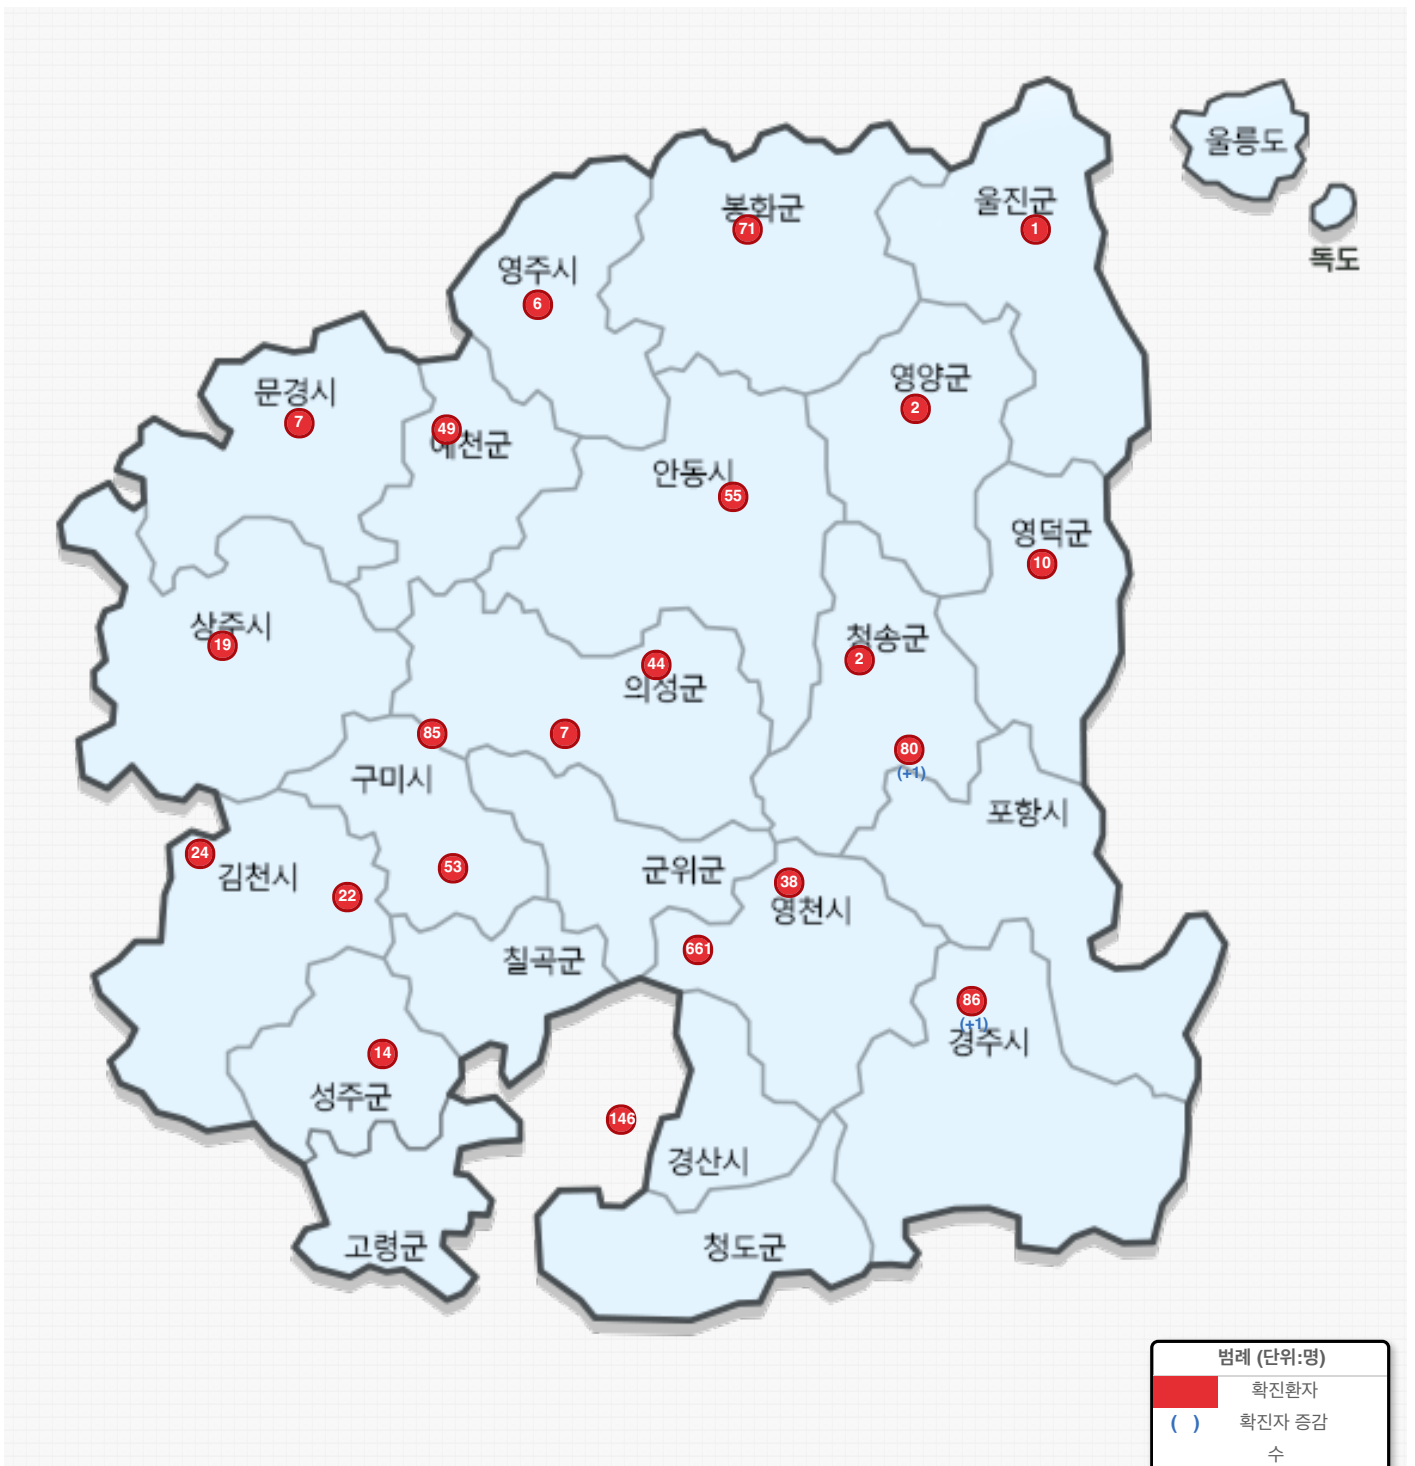 울릉도
독도
울진군
1
봉화군
71
영주시
6
영양군
2
문경시
7
49
예천군
안동시
55
영덕군
10
상주시
19
청송군
2
44
의성군
7
85
구미시
80
(+1)
포항시
24
김천시
22
53
군위군
38
영천시
661
칠곡군
86
(+1)
경주시
14
성주군
146
경산시
고령군
청도군
범례 (단위:명)
확진환자
( ) 확진자 증감
수